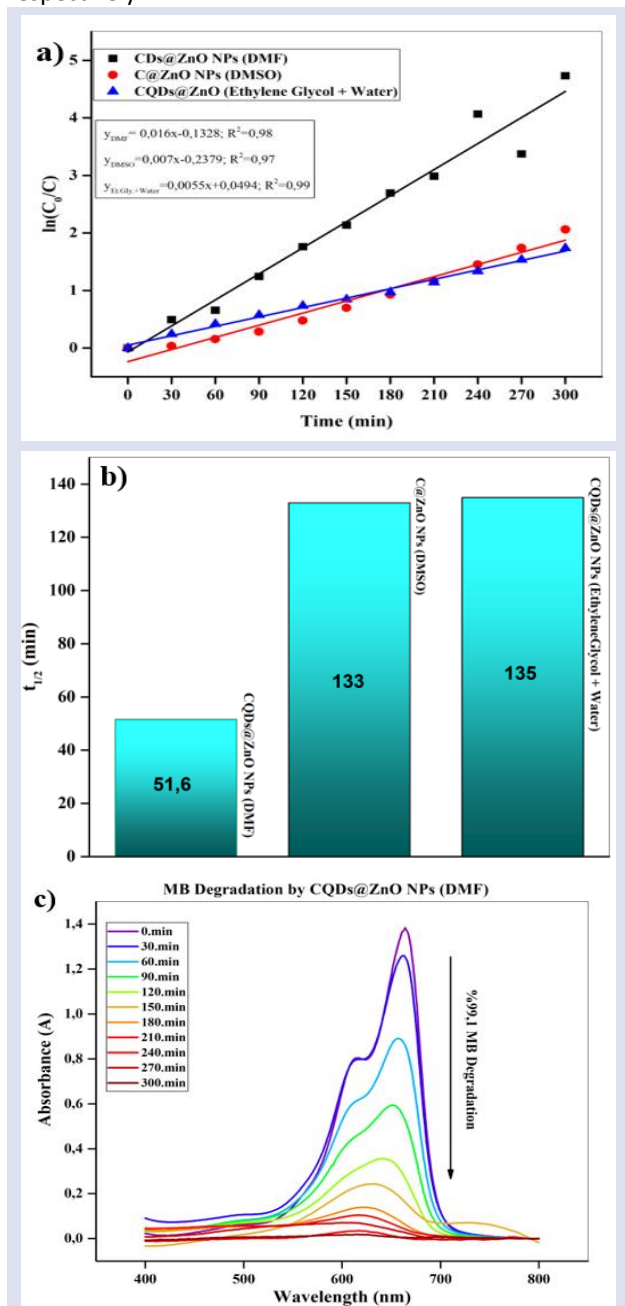 a)
CDs@ZnO NPs (DMF)
C@ZnO NPs (DMSO)
CQDs@ZnO (Ethylene Glycol + Water)
y_DMF= 0,016x-0,1328; R²=0,98
y_DMSO=0,007x-0,2379; R²=0,97
y_Et.Gly.+Water=0,0055x+0,0494; R²=0,99
ln(C₀/C)
5
4
3
2
1
0
0 30 60 90 120 150 180 210 240 270 300
Time (min)
b)
t₁/₂ (min)
140
120
100
80
60
40
20
0
51,6
CQDs@ZnO NPs (DMF)
133
C@ZnO NPs (DMSO)
135
CQDs@ZnO NPs (EthyleneGlycol + Water)
MB Degradation by CQDs@ZnO NPs (DMF)
c)
0.min
30.min
60.min
90.min
120.min
150.min
180.min
210.min
240.min
270.min
300.min
%99,1 MB Degradation
Absorbance (A)
1,4
1,2
1,0
0,8
0,6
0,4
0,2
0,0
400 500 600 700 800
Wavelength (nm)